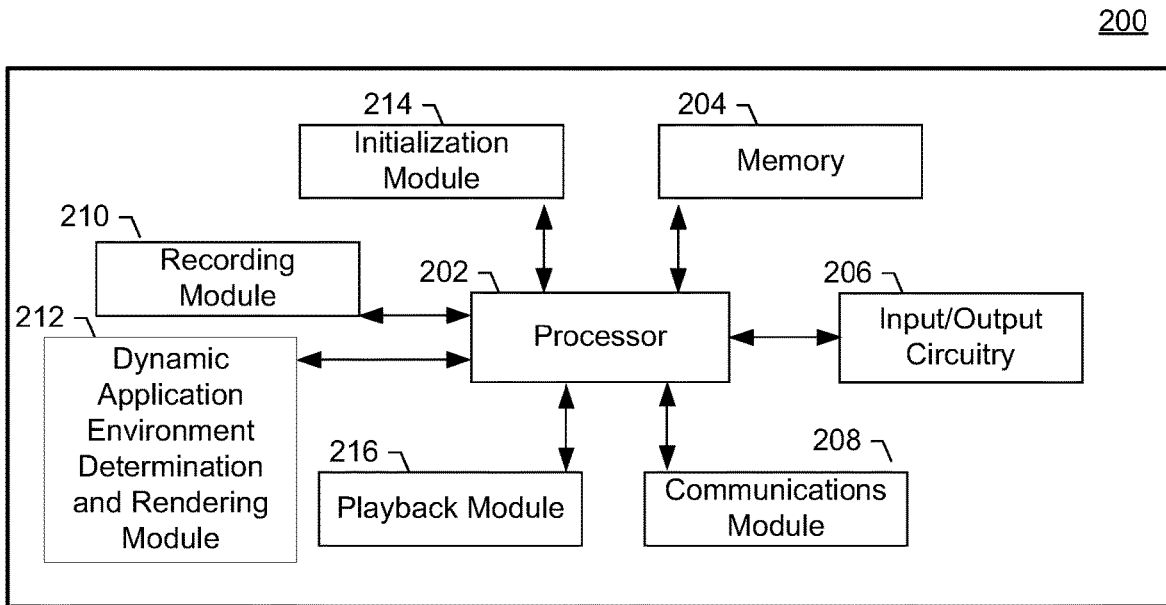 200
214
Initialization
Module
204
Memory
210
Recording
Module
202
Processor
206
Input/Output
Circuitry
212
Dynamic
Application
Environment
Determination
and Rendering
Module
216
Playback Module
208
Communications
Module